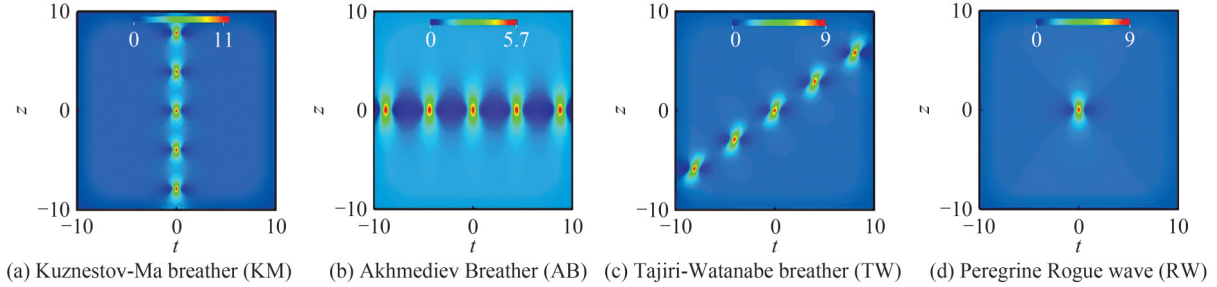 0 11
0 5.7
0 9
0 9
10
z
0
−10
−10 0 10
t
10
z
0
−10
−10 0 10
t
10
z
0
−10
−10 0 10
t
10
z
0
−10
−10 0 10
t
(a) Kuznestov-Ma breather (KM)
(b) Akhmediev Breather (AB)
(c) Tajiri-Watanabe breather (TW)
(d) Peregrine Rogue wave (RW)